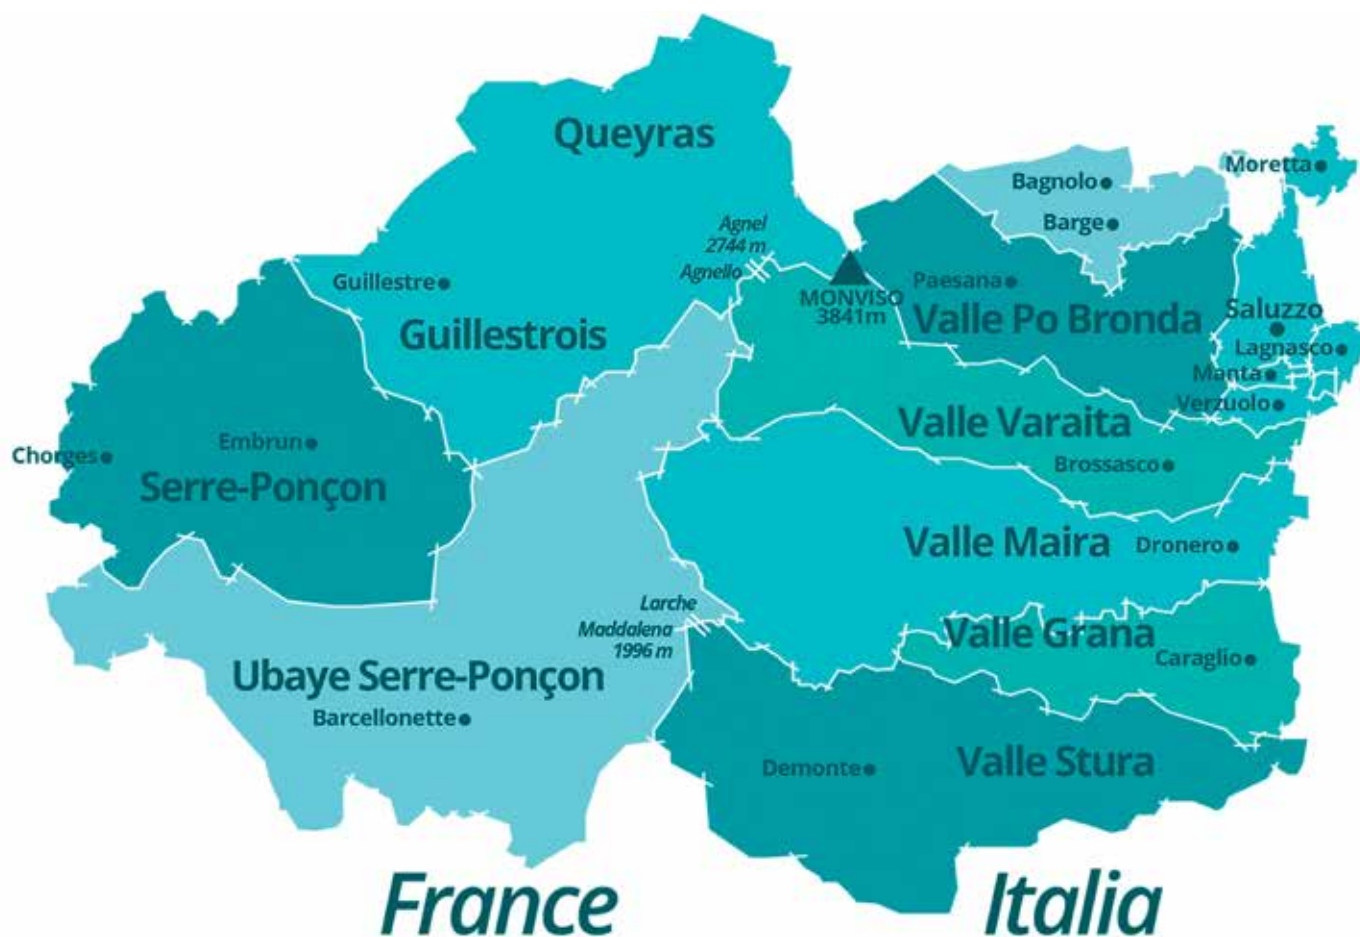 Queyras
Bagnolo
Moretta
Barge
Agnel
2744 m
Agnello
Guillestre
Paesana
MONVISO
3841m
Saluzzo
Valle Po Bronda
Guillestrois
Lagnasco
Manta
Verzuolo
Valle Varaita
Embrun
Chorges
Brossasco
Serre-Ponçon
Valle Maira
Dronero
Larche
Maddalena
1996 m
Valle Grana
Caraglio
Ubaye Serre-Ponçon
Barcellonette
Demonte
Valle Stura
France
Italia